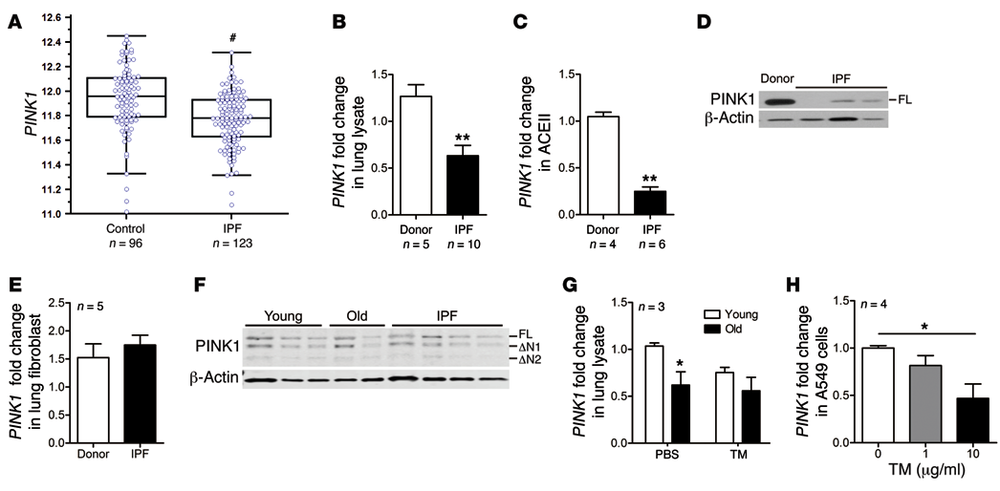 A
PINK1
12.6
12.4
12.2
12.0
11.8
11.6
11.4
11.2
11.0
#
Control
n = 96
IPF
n = 123
B
PINK1 fold change
in lung lysate
1.5
1.0
0.5
0.0
**
Donor
n = 5
IPF
n = 10
C
PINK1 fold change
in ACEII
1.5
1.0
0.5
0.0
**
Donor
n = 4
IPF
n = 6
D
Donor
IPF
PINK1
FL
β-Actin
E
PINK1 fold change
in lung fibroblast
2.5
2.0
1.5
1.0
0.5
0.0
n = 5
Donor
IPF
F
Young
Old
IPF
PINK1
FL
ΔN1
ΔN2
β-Actin
G
PINK1 fold change
in lung lysate
1.5
1.0
0.5
0.0
n = 3
Young
Old
*
PBS
TM
H
PINK1 fold change
in A549 cells
1.5
1.0
0.5
0.0
n = 4
*
0
1
10
TM (μg/ml)